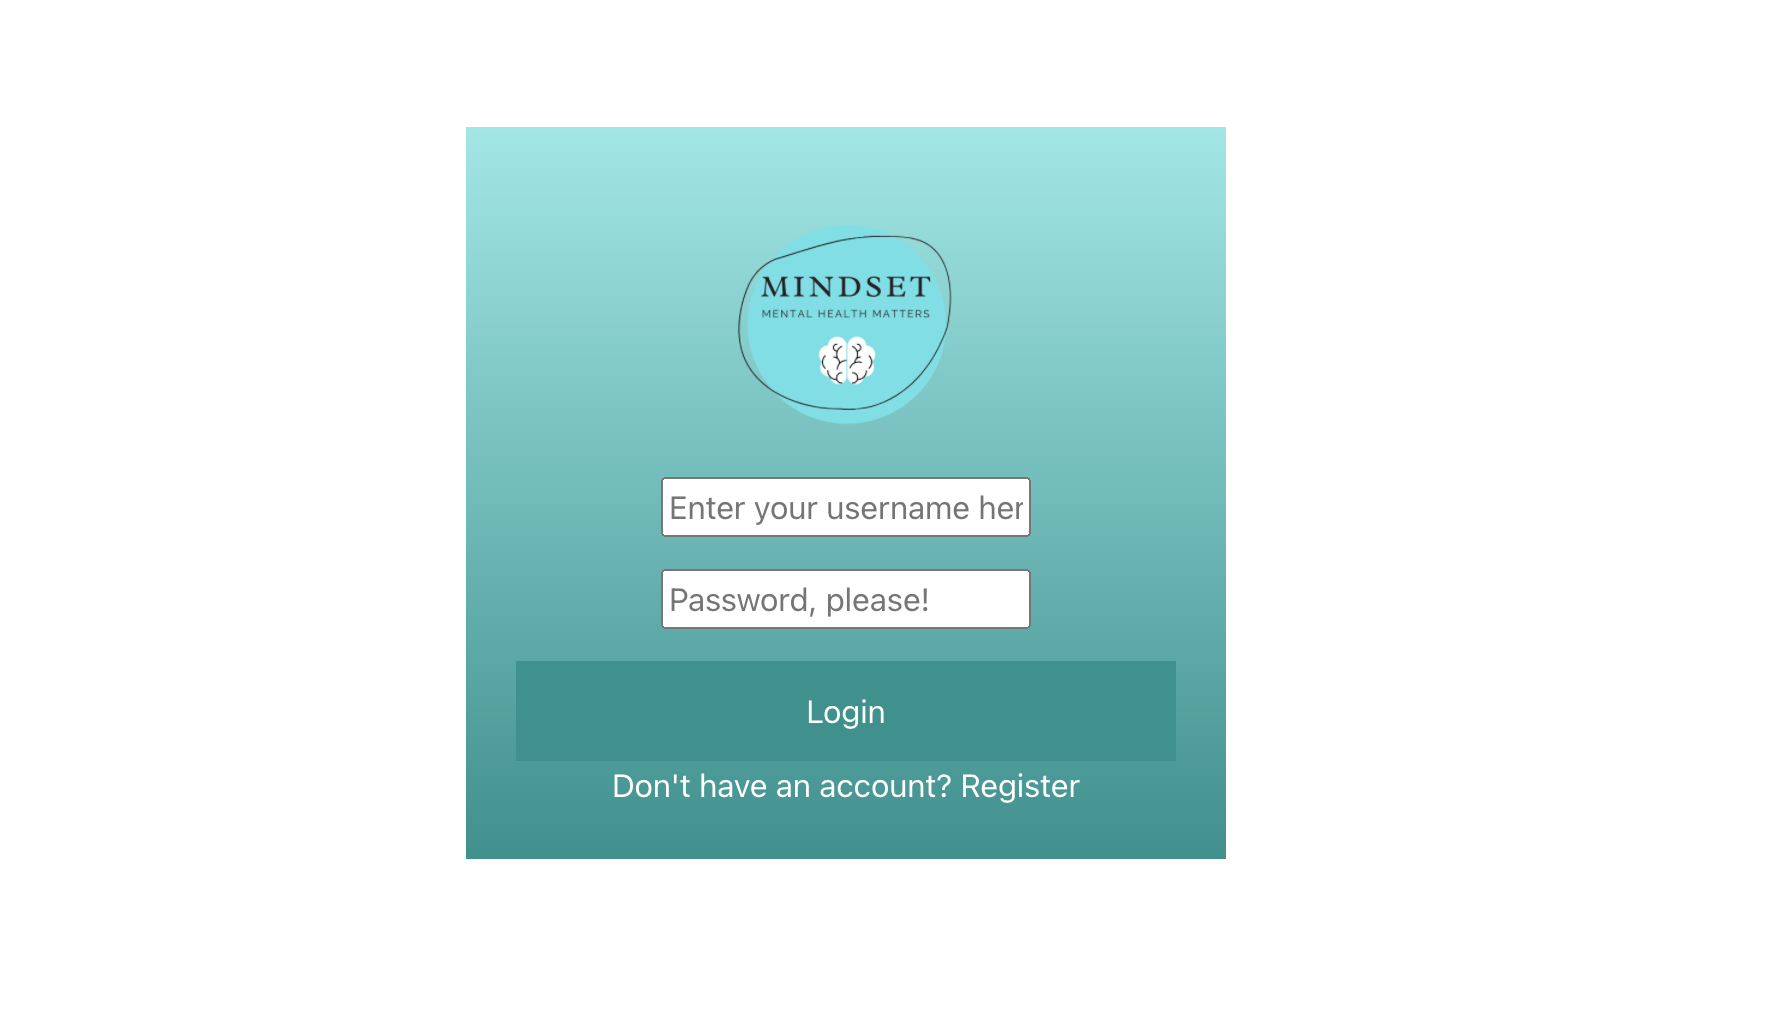 MINDSET
MENTAL HEALTH MATTERS
Enter your username her
Password, please!
Login
Don't have an account? Register